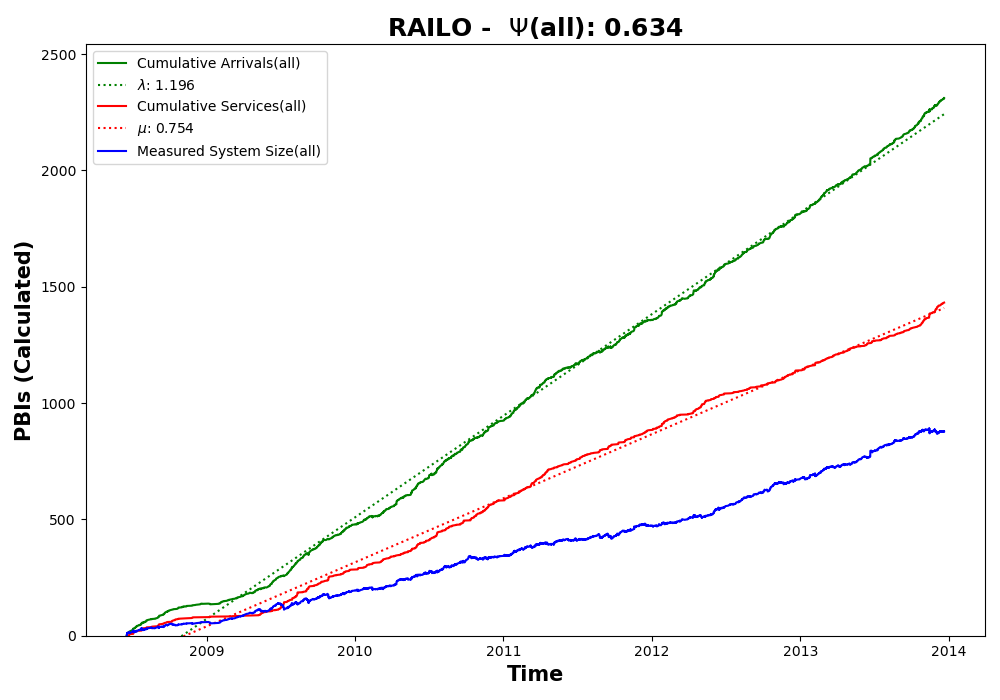 RAILO - Ψ(all): 0.634
Cumulative Arrivals(all)
λ: 1.196
Cumulative Services(all)
μ: 0.754
Measured System Size(all)
PBIs (Calculated)
2500
2000
1500
1000
500
0
2009 2010 2011 2012 2013 2014
Time